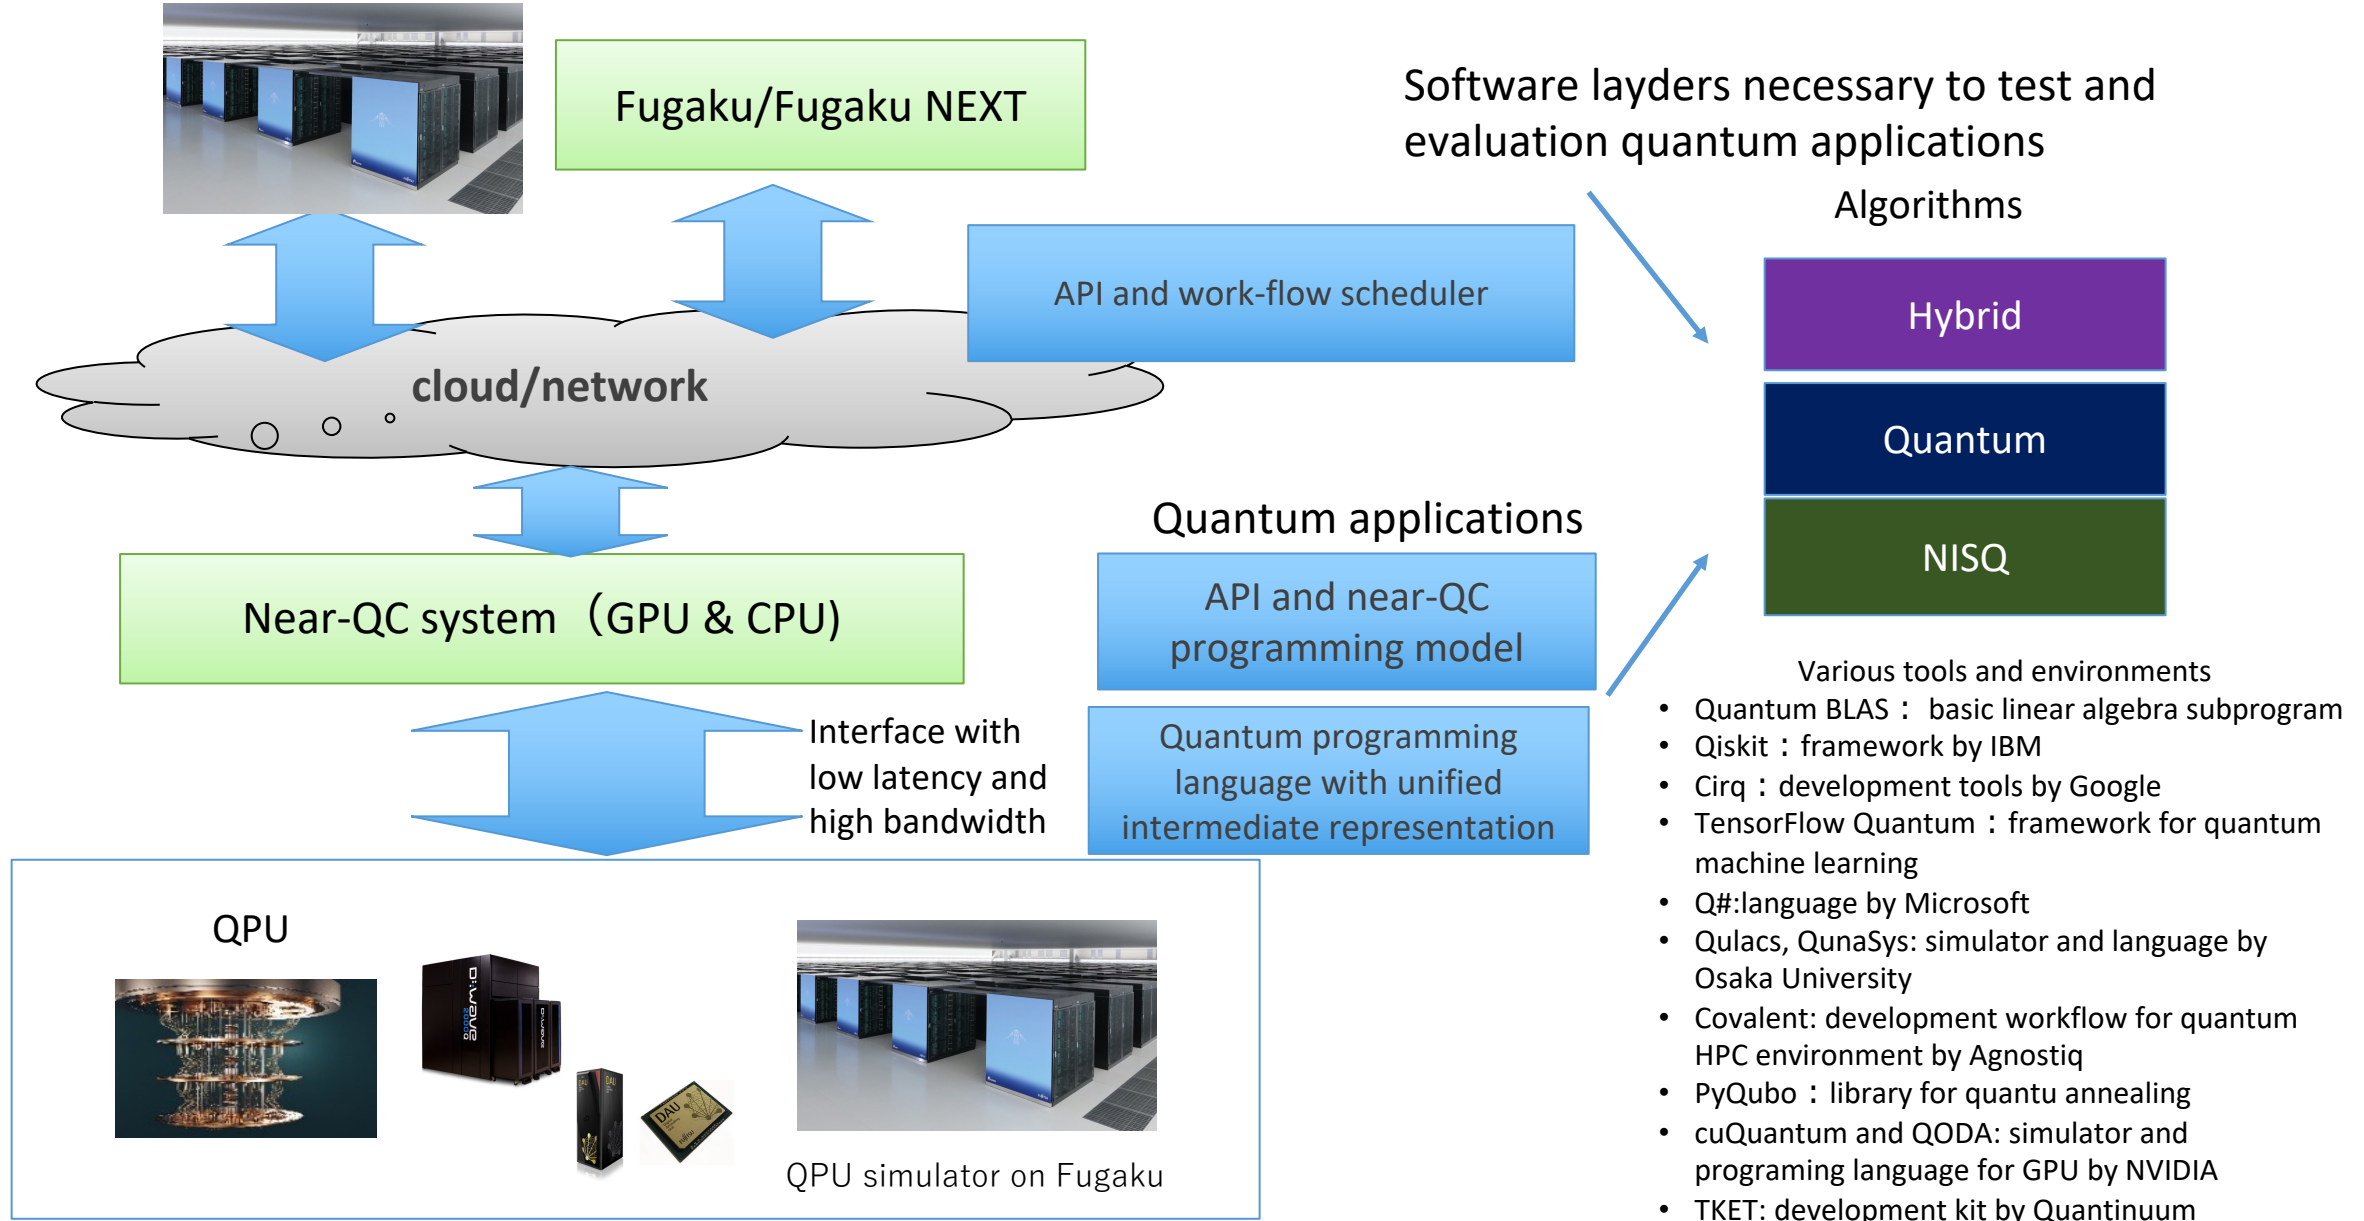 Fugaku/Fugaku NEXT
Software layders necessary to test and
evaluation quantum applications
Algorithms
API and work-flow scheduler
Hybrid
cloud/network
Quantum
Quantum applications
NISQ
API and near-QC
programming model
Near-QC system（GPU & CPU)
Various tools and environments
• Quantum BLAS： basic linear algebra subprogram
• Qiskit：framework by IBM
• Cirq：development tools by Google
• TensorFlow Quantum：framework for quantum
machine learning
• Q#:language by Microsoft
• Qulacs, QunaSys: simulator and language by
Osaka University
• Covalent: development workflow for quantum
HPC environment by Agnostiq
• PyQubo：library for quantu annealing
• cuQuantum and QODA: simulator and
programing language for GPU by NVIDIA
• TKET: development kit by Quantinuum
Interface with
low latency and
high bandwidth
Quantum programming
language with unified
intermediate representation
QPU
D:wave
2000Q
D:wave
DAU
DAU
FUJITSU
QPU simulator on Fugaku